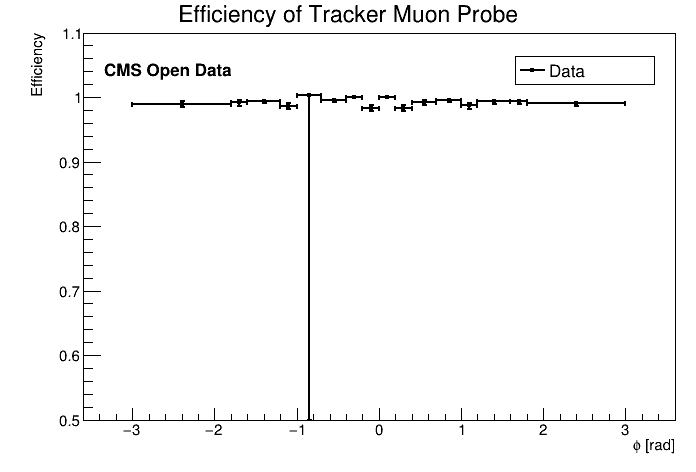 Efficiency of Tracker Muon Probe
Efficiency
CMS Open Data
Data
1.1
1
0.9
0.8
0.7
0.6
0.5
−3 −2 −1 0 1 2 3
ϕ [rad]